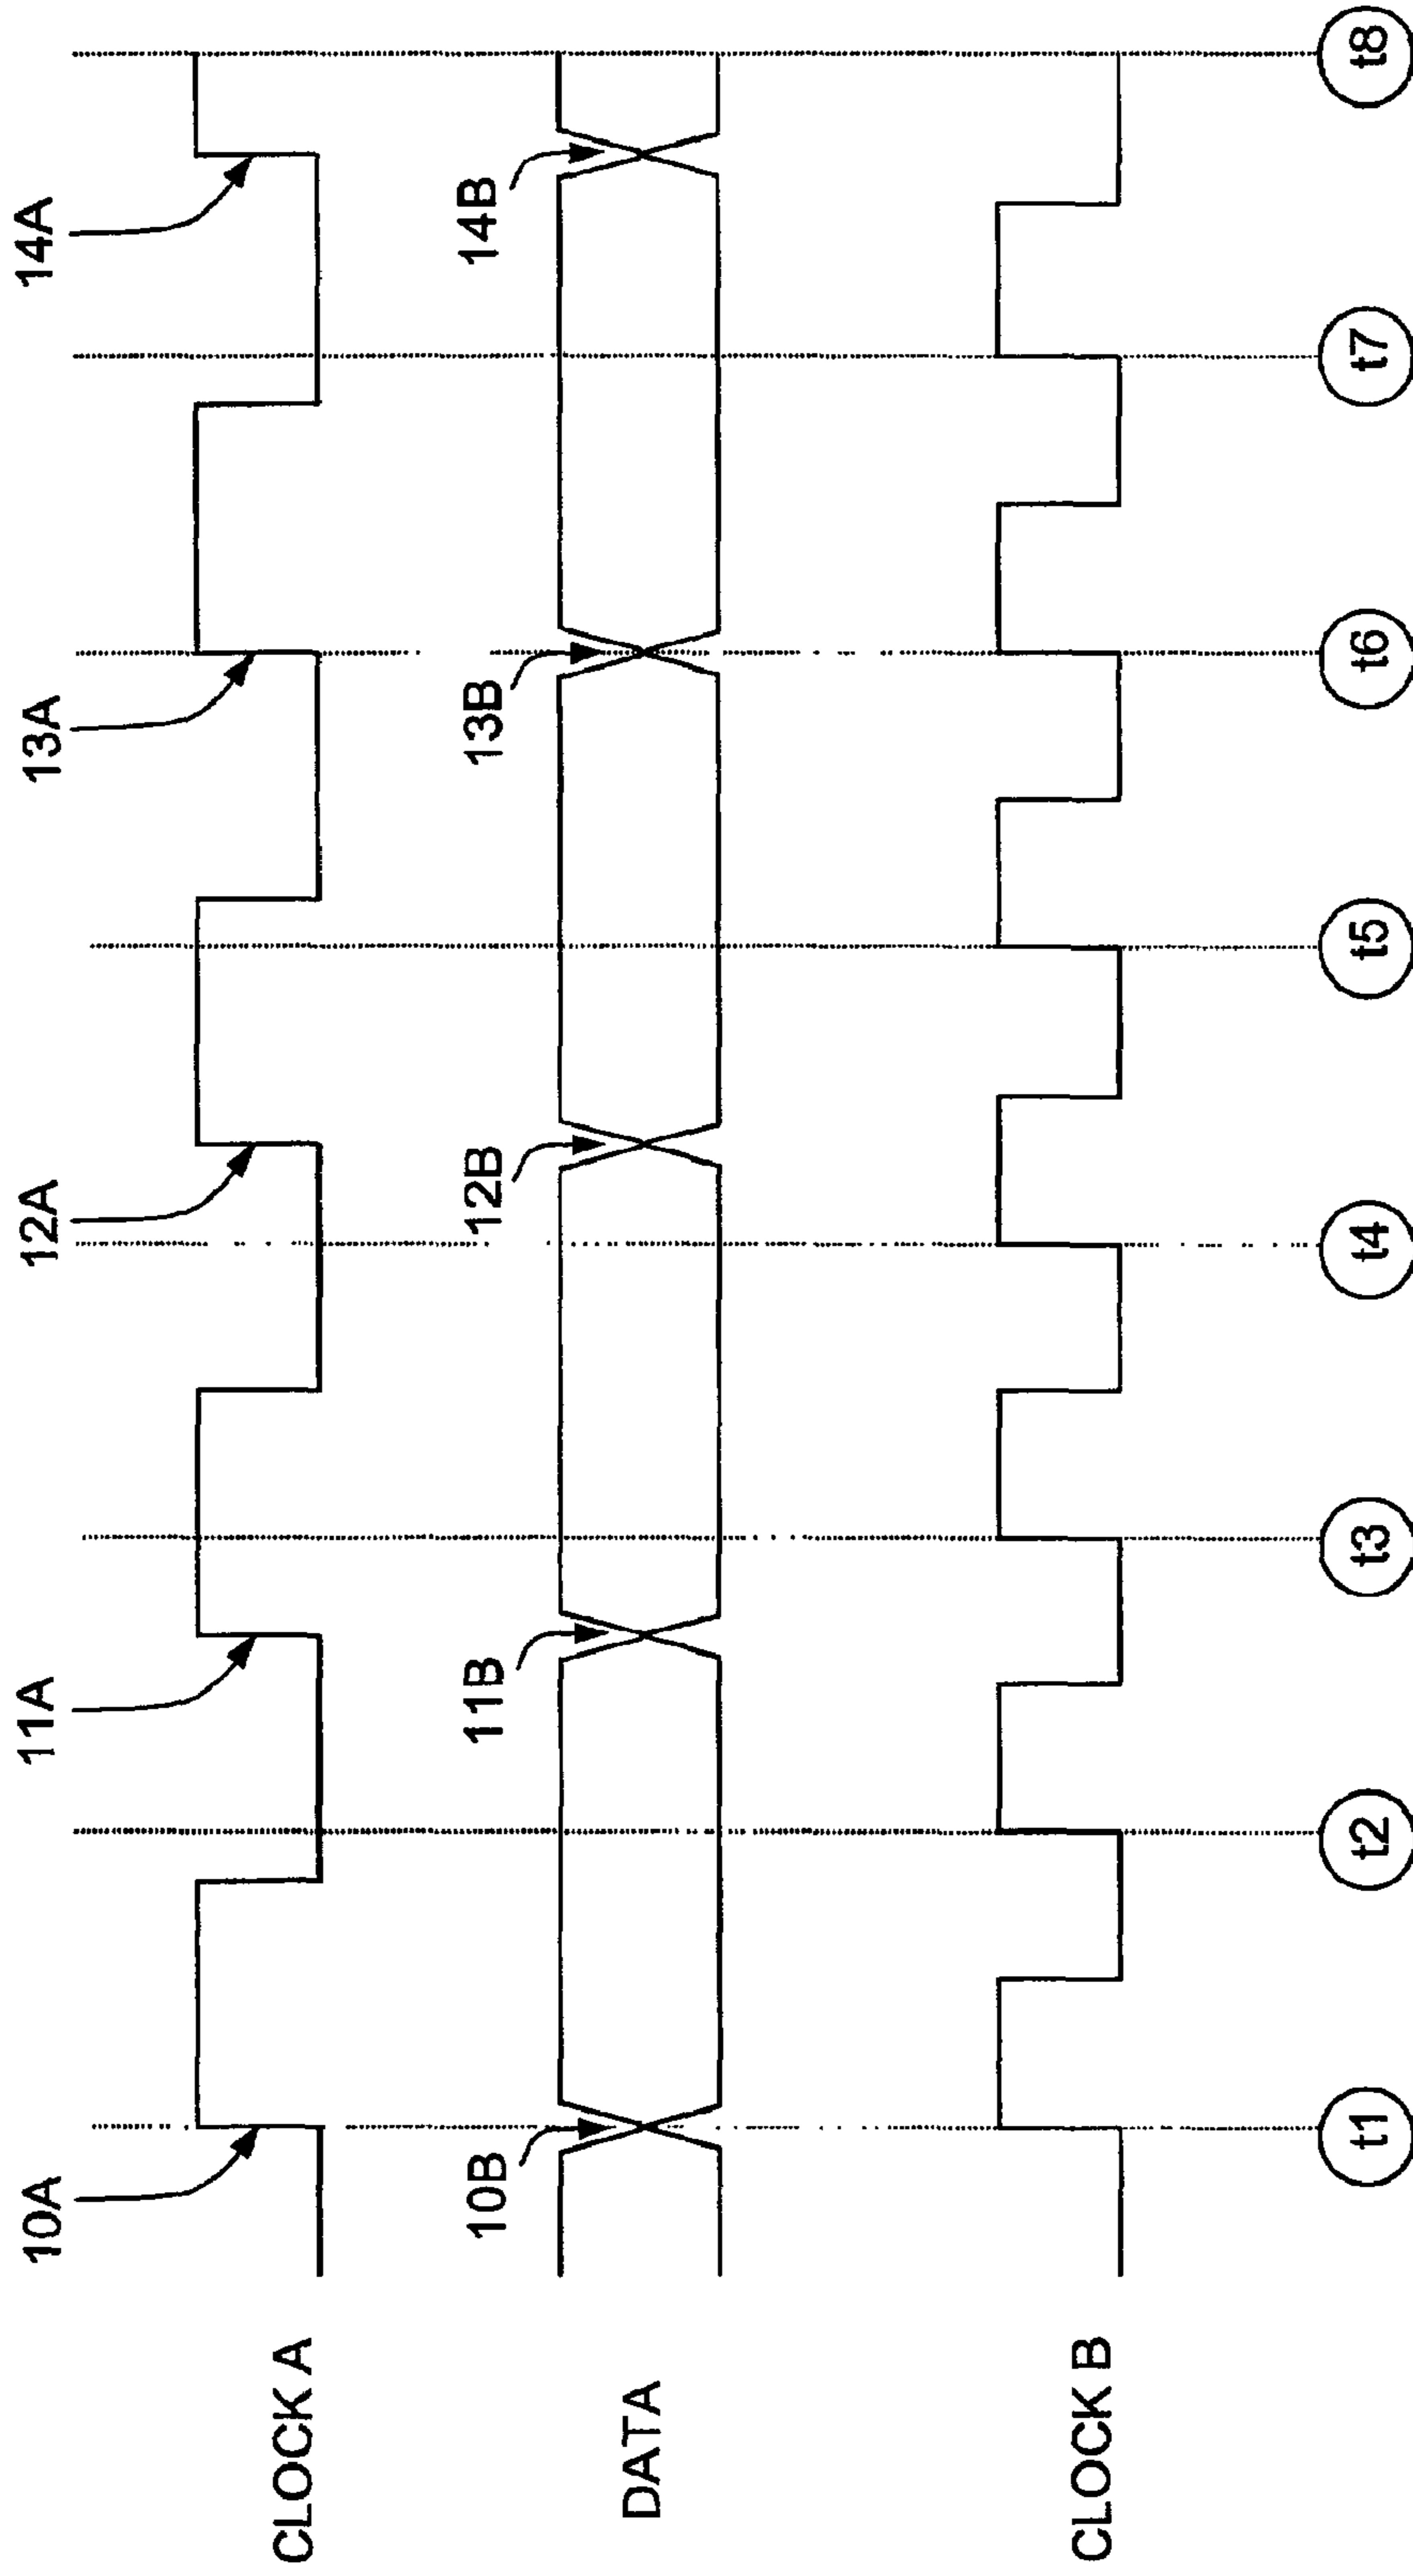 10A 11A 12A 13A 14A
CLOCK A
10B 11B 12B 13B 14B
DATA
CLOCK B
t1 t2 t3 t4 t5 t6 t7 t8